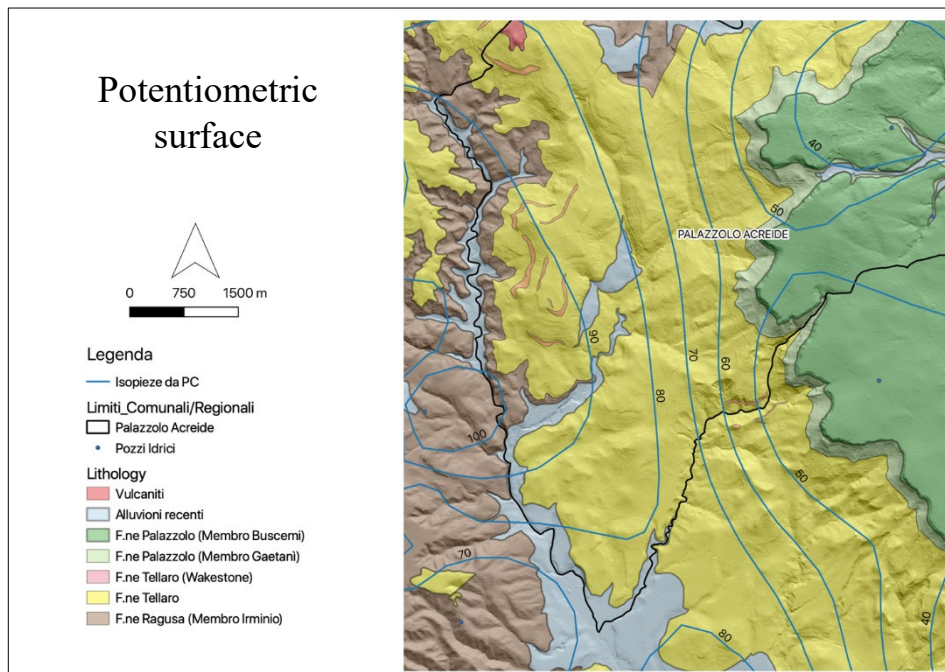 Potentiometric
surface
0 750 1500 m
Legenda
Isopieze da PC
Limiti_Comunali/Regionali
Palazzolo Acreide
Pozzi Idrici
Lithology
Vulcaniti
Alluvioni recenti
F.ne Palazzolo (Membro Buscemi)
F.ne Palazzolo (Membro Gaetanì)
F.ne Tellaro (Wakestone)
F.ne Tellaro
F.ne Ragusa (Membro Irminio)
40
50
PALAZZOLO ACREIDE
90
70
60
80
100
50
70
80
40